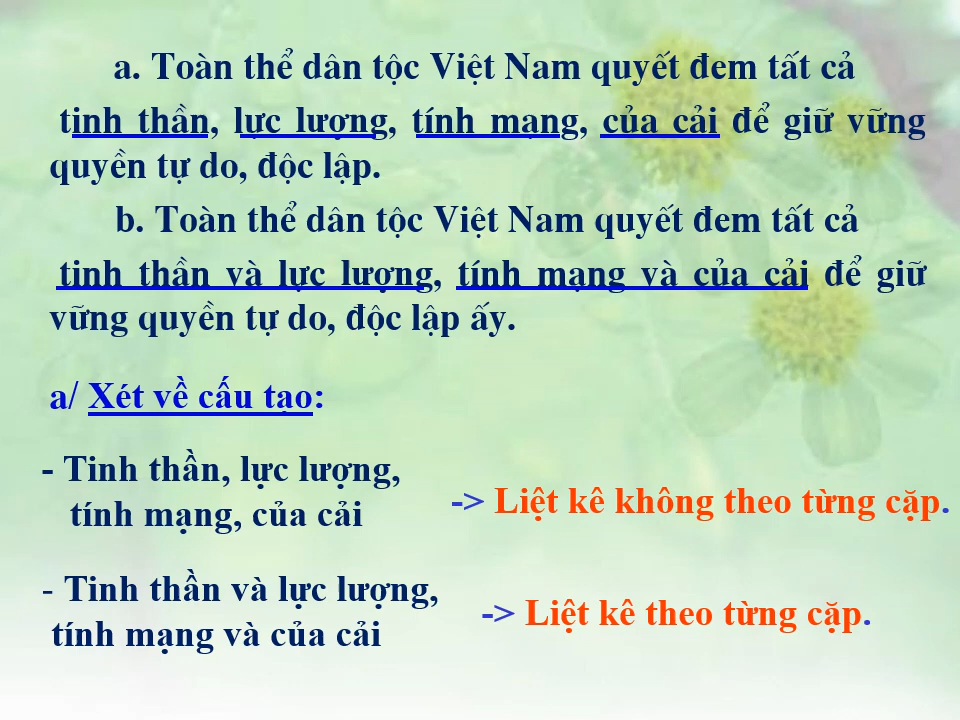 a. Toàn thể dân tộc Việt Nam quyết đem tất cả
tinh thần, lực lượng, tính mạng, của cải để giữ vững
quyền tự do, độc lập.
b. Toàn thể dân tộc Việt Nam quyết đem tất cả
tinh thần và lực lượng, tính mạng và của cải để giữ
vững quyền tự do, độc lập ấy.
a/ Xét về cấu tạo:
- Tinh thần, lực lượng,
tính mạng, của cải
-> Liệt kê không theo từng cặp.
- Tinh thần và lực lượng,
tính mạng và của cải
-> Liệt kê theo từng cặp.